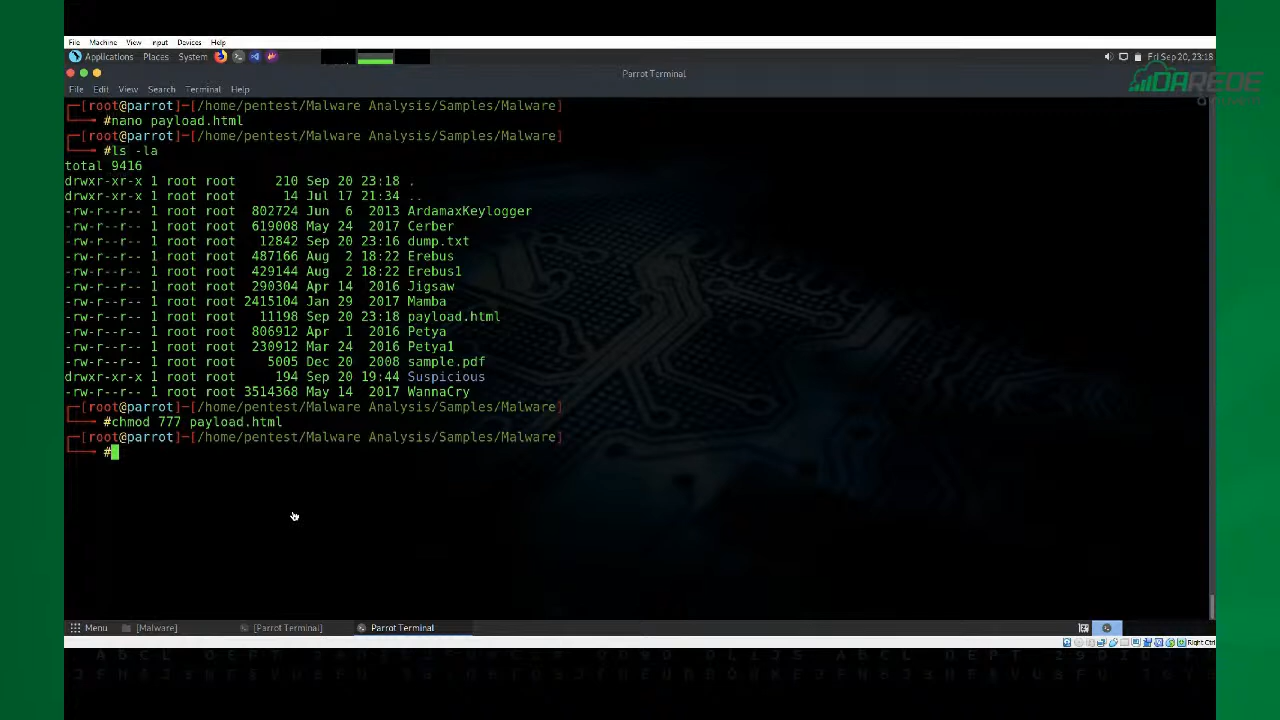 File Machine View Input Devices Help
Applications Places System Fri Sep 20, 23:18
Parrot Terminal
DAREDE
File Edit View Search Terminal Help
┌─[root@parrot]─[/home/pentest/Malware Analysis/Samples/Malware]
└──╼ #nano payload.html
┌─[root@parrot]─[/home/pentest/Malware Analysis/Samples/Malware]
└──╼ #ls -la
total 9416
drwxr-xr-x 1 root root 210 Sep 20 23:18 .
drwxr-xr-x 1 root root 14 Jul 17 21:34 ..
-rw-r--r-- 1 root root 802724 Jun 6 2013 ArdamaxKeylogger
-rw-r--r-- 1 root root 619008 May 24 2017 Cerber
-rw-r--r-- 1 root root 12842 Sep 20 23:16 dump.txt
-rw-r--r-- 1 root root 487166 Aug 2 18:22 Erebus
-rw-r--r-- 1 root root 429144 Aug 2 18:22 Erebus1
-rw-r--r-- 1 root root 290304 Apr 14 2016 Jigsaw
-rw-r--r-- 1 root root 2415104 Jan 29 2017 Mamba
-rw-r--r-- 1 root root 11198 Sep 20 23:18 payload.html
-rw-r--r-- 1 root root 806912 Apr 1 2016 Petya
-rw-r--r-- 1 root root 230912 Mar 24 2016 Petya1
-rw-r--r-- 1 root root 5005 Dec 20 2008 sample.pdf
drwxr-xr-x 1 root root 194 Sep 20 19:44 Suspicious
-rw-r--r-- 1 root root 3514368 May 14 2017 WannaCry
┌─[root@parrot]─[/home/pentest/Malware Analysis/Samples/Malware]
└──╼ #chmod 777 payload.html
┌─[root@parrot]─[/home/pentest/Malware Analysis/Samples/Malware]
└──╼ #
Menu [Malware] [Parrot Terminal] Parrot Terminal
Right Ctrl